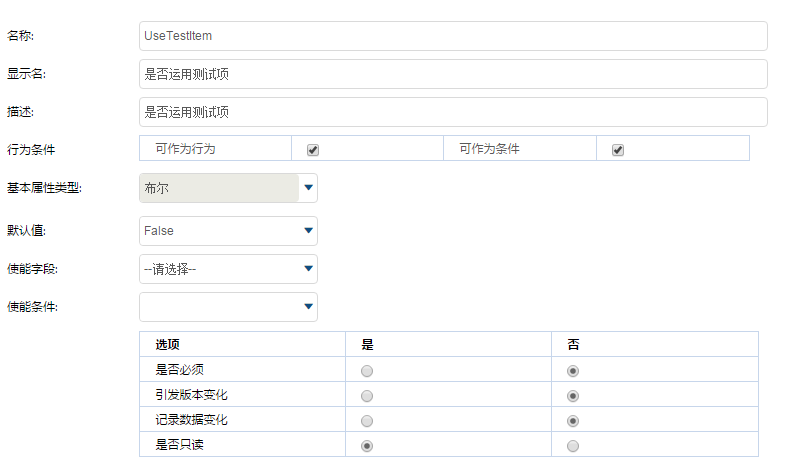 名称: UseTestItem
显示名: 是否运用测试项
描述: 是否运用测试项
行为条件 可作为行为 可作为条件
基本属性类型: 布尔
默认值: False
使能字段: --请选择--
使能条件:
选项 是 否
是否必须
引发版本变化
记录数据变化
是否只读